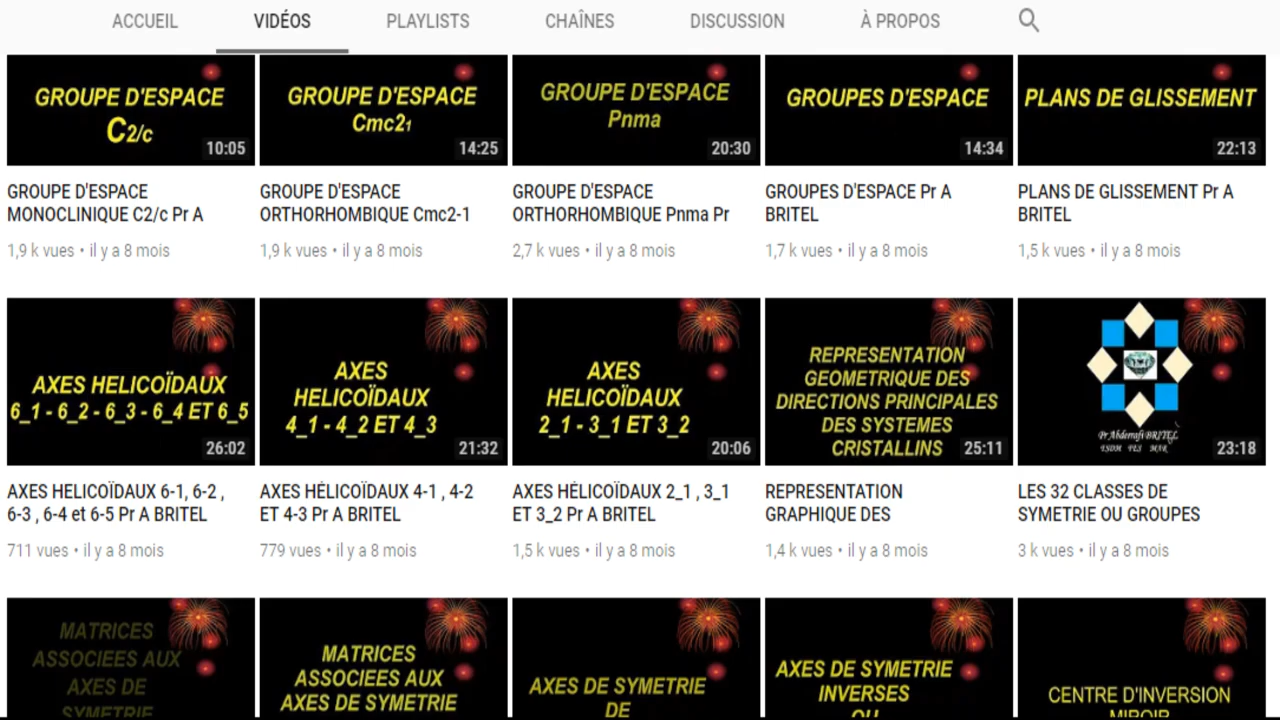 ACCUEIL VIDÉOS PLAYLISTS CHAÎNES DISCUSSION À PROPOS
GROUPE D'ESPACE
C2/c
10:05
GROUPE D'ESPACE
Cmc2₁
14:25
GROUPE D'ESPACE
Pnma
20:30
GROUPES D'ESPACE
14:34
PLANS DE GLISSEMENT
22:13
GROUPE D'ESPACE
MONOCLINIQUE C2/c Pr A
1,9 k vues • il y a 8 mois
GROUPE D'ESPACE
ORTHORHOMBIQUE Cmc2-1
1,9 k vues • il y a 8 mois
GROUPE D'ESPACE
ORTHORHOMBIQUE Pnma Pr
2,7 k vues • il y a 8 mois
GROUPES D'ESPACE Pr A
BRITEL
1,7 k vues • il y a 8 mois
PLANS DE GLISSEMENT Pr A
BRITEL
1,5 k vues • il y a 8 mois
AXES HELICOÏDAUX
6_1 - 6_2 - 6_3 - 6_4 ET 6_5
26:02
AXES
HELICOÏDAUX
4_1 - 4_2 ET 4_3
21:32
AXES
HELICOÏDAUX
2_1 - 3_1 ET 3_2
20:06
REPRESENTATION
GEOMETRIQUE DES
DIRECTIONS PRINCIPALES
DES SYSTEMES
CRISTALLINS
25:11
Pr Abderrafi BRITEL
23:18
AXES HELICOÏDAUX 6-1, 6-2 ,
6-3 , 6-4 et 6-5 Pr A BRITEL
711 vues • il y a 8 mois
AXES HÉLICOÏDAUX 4-1 , 4-2
ET 4-3 Pr A BRITEL
779 vues • il y a 8 mois
AXES HÉLICOÏDAUX 2_1 , 3_1
ET 3_2 Pr A BRITEL
1,5 k vues • il y a 8 mois
REPRESENTATION
GRAPHIQUE DES
1,4 k vues • il y a 8 mois
LES 32 CLASSES DE
SYMETRIE OU GROUPES
3 k vues • il y a 8 mois
MATRICES
ASSOCIEES AUX
AXES DE
SYMETRIE
MATRICES
ASSOCIEES AUX
AXES DE SYMETRIE
AXES DE SYMETRIE
DE
AXES DE SYMETRIE
INVERSES
OU
CENTRE D'INVERSION
MIROIR